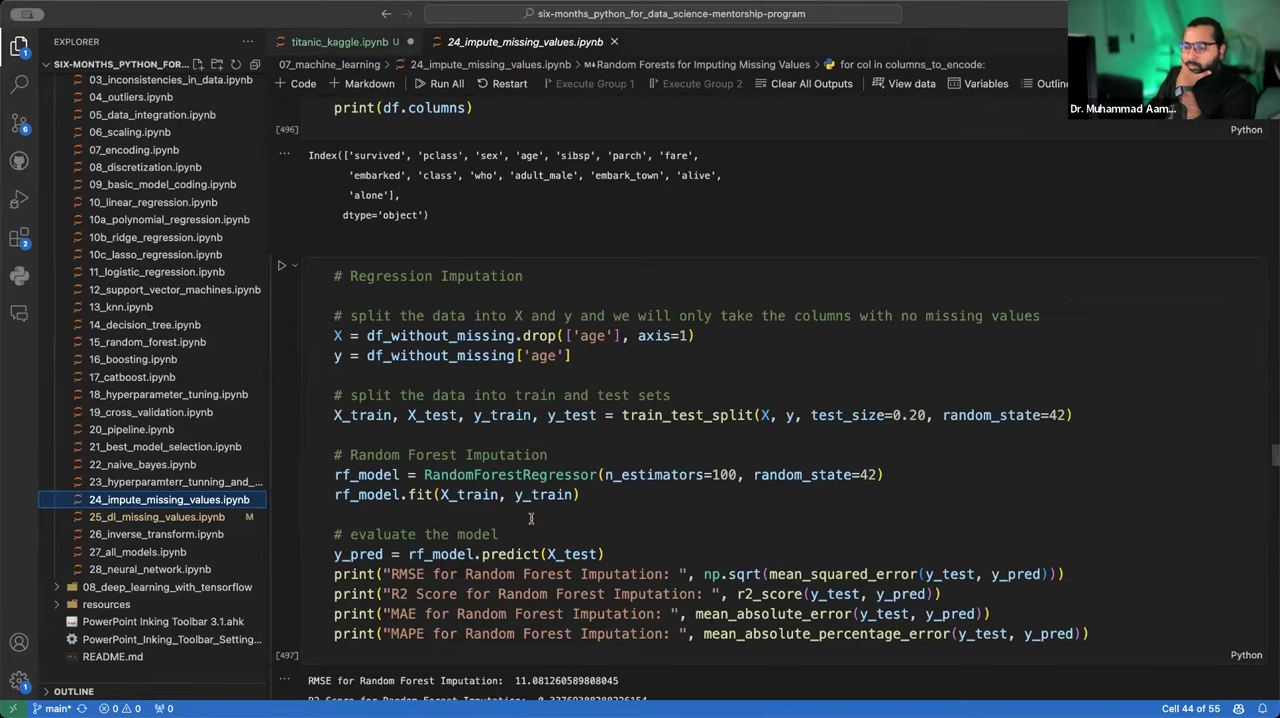 six-months_python_for_data_science-mentorship-program
EXPLORER
titanic_kaggle.ipynb U
24_impute_missing_values.ipynb
SIX-MONTHS_PYTHON_FOR_...
07_machine_learning > 24_impute_missing_values.ipynb > Random Forests for Imputing Missing Values > for col in columns_to_encode:
+ Code + Markdown Run All Restart Execute Group 1 Execute Group 2 Clear All Outputs View data Variables Outlin
03_inconsistencies_in_data.ipynb
04_outliers.ipynb
05_data_integration.ipynb
06_scaling.ipynb
07_encoding.ipynb
08_discretization.ipynb
09_basic_model_coding.ipynb
10_linear_regression.ipynb
10a_polynomial_regression.ipynb
10b_ridge_regression.ipynb
10c_lasso_regression.ipynb
11_logistic_regression.ipynb
12_support_vector_machines.ipynb
13_knn.ipynb
14_decision_tree.ipynb
15_random_forest.ipynb
16_boosting.ipynb
17_catboost.ipynb
18_hyperparameter_tuning.ipynb
19_cross_validation.ipynb
20_pipeline.ipynb
21_best_model_selection.ipynb
22_naive_bayes.ipynb
23_hyperparamterr_tunning_and_...
24_impute_missing_values.ipynb
25_dl_missing_values.ipynb M
26_inverse_transform.ipynb
27_all_models.ipynb
28_neural_network.ipynb
08_deep_learning_with_tensorflow
resources
PowerPoint Inking Toolbar 3.1.ahk
PowerPoint_Inking_Toolbar_Setting...
README.md
OUTLINE
1
6
2
1
print(df.columns)
[496]
Python
Index(['survived', 'pclass', 'sex', 'age', 'sibsp', 'parch', 'fare',
'embarked', 'class', 'who', 'adult_male', 'embark_town', 'alive',
'alone'],
dtype='object')
# Regression Imputation
# split the data into X and y and we will only take the columns with no missing values
X = df_without_missing.drop(['age'], axis=1)
y = df_without_missing['age']
# split the data into train and test sets
X_train, X_test, y_train, y_test = train_test_split(X, y, test_size=0.20, random_state=42)
# Random Forest Imputation
rf_model = RandomForestRegressor(n_estimators=100, random_state=42)
rf_model.fit(X_train, y_train)
# evaluate the model
y_pred = rf_model.predict(X_test)
print("RMSE for Random Forest Imputation: ", np.sqrt(mean_squared_error(y_test, y_pred)))
print("R2 Score for Random Forest Imputation: ", r2_score(y_test, y_pred))
print("MAE for Random Forest Imputation: ", mean_absolute_error(y_test, y_pred))
print("MAPE for Random Forest Imputation: ", mean_absolute_percentage_error(y_test, y_pred))
[497]
Python
RMSE for Random Forest Imputation: 11.081260589808045
Dr. Muhammad Aam...
main* 0 0 0
Cell 44 of 55